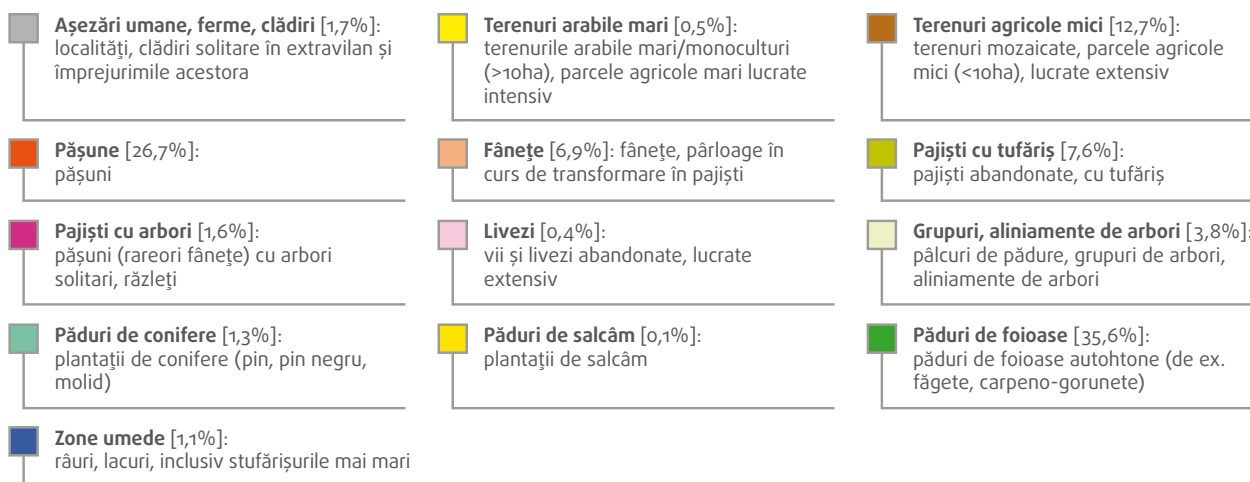 Așezări umane, ferme, clădiri [1,7%]:
localități, clădiri solitare în extravilan și
împrejurimile acestora
Terenuri arabile mari [0,5%]:
terenurile arabile mari/monoculturi
(>10ha), parcele agricole mari lucrate
intensiv
Terenuri agricole mici [12,7%]:
terenuri mozaicate, parcele agricole
mici (<10ha), lucrate extensiv
Pășune [26,7%]:
pășuni
Fânețe [6,9%]: fânețe, pârloage în
curs de transformare în pajiști
Pajiști cu tufăriș [7,6%]:
pajiști abandonate, cu tufăriș
Pajiști cu arbori [1,6%]:
pășuni (rareori fânețe) cu arbori
solitari, răzleți
Livezi [0,4%]:
vii și livezi abandonate, lucrate
extensiv
Grupuri, aliniamente de arbori [3,8%]:
pâlcuri de pădure, grupuri de arbori,
aliniamente de arbori
Păduri de conifere [1,3%]:
plantații de conifere (pin, pin negru,
molid)
Păduri de salcâm [0,1%]:
plantații de salcâm
Păduri de foioase [35,6%]:
păduri de foioase autohtone (de ex.
făgete, carpeno-gorunete)
Zone umede [1,1%]:
râuri, lacuri, inclusiv stufărișurile mai mari